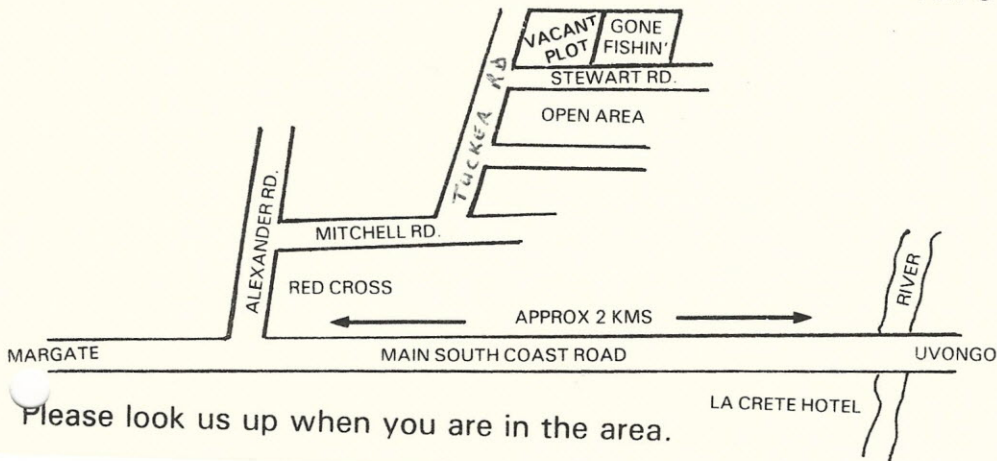 VACANT
PLOT
GONE
FISHIN'
STEWART RD.
OPEN AREA
TUCKER RD
ALEXANDER RD.
MITCHELL RD.
RED CROSS
RIVER
APPROX 2 KMS
MARGATE
MAIN SOUTH COAST ROAD
UVONGO
LA CRETE HOTEL
Please look us up when you are in the area.